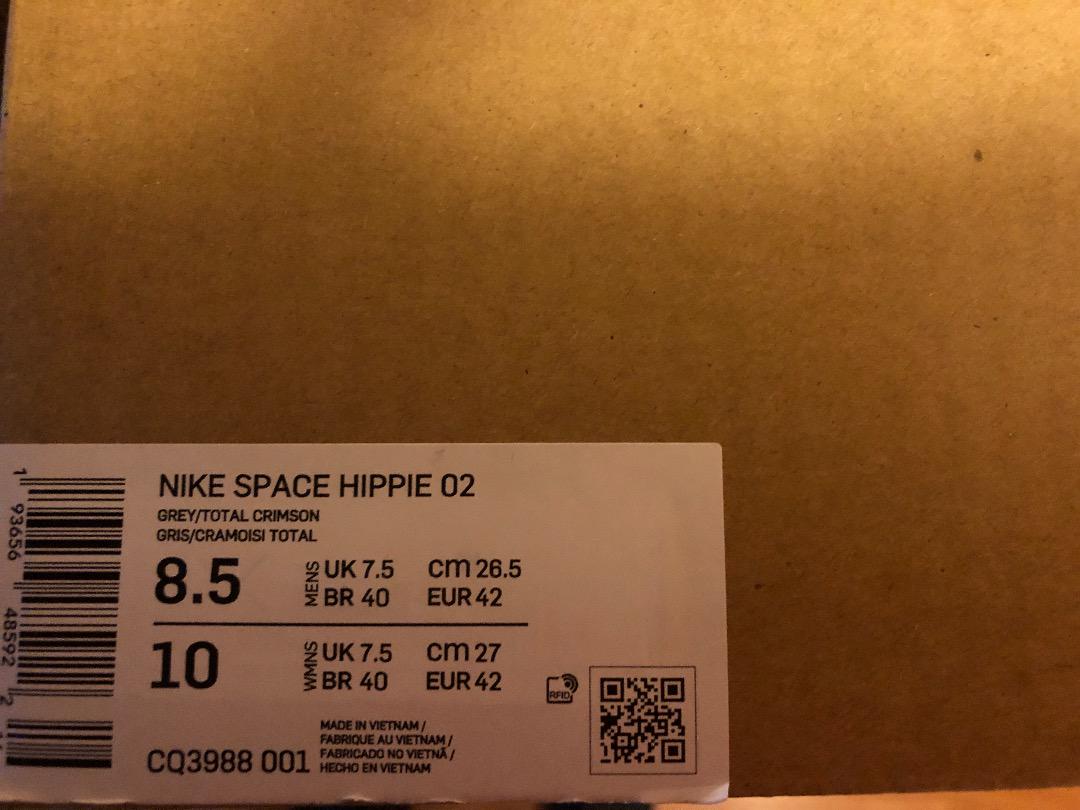 NIKE SPACE HIPPIE 02
GREY/TOTAL CRIMSON
GRIS/CRAMOISI TOTAL
8.5 MENS UK 7.5 CM 26.5
BR 40 EUR 42
10 WMNS UK 7.5 CM 27
BR 40 EUR 42
RFID
MADE IN VIETNAM /
FABRIQUE AU VIETNAM /
FABRICADO NO VIETNÃ /
HECHO EN VIETNAM
CQ3988 001
1 93656 48592 2